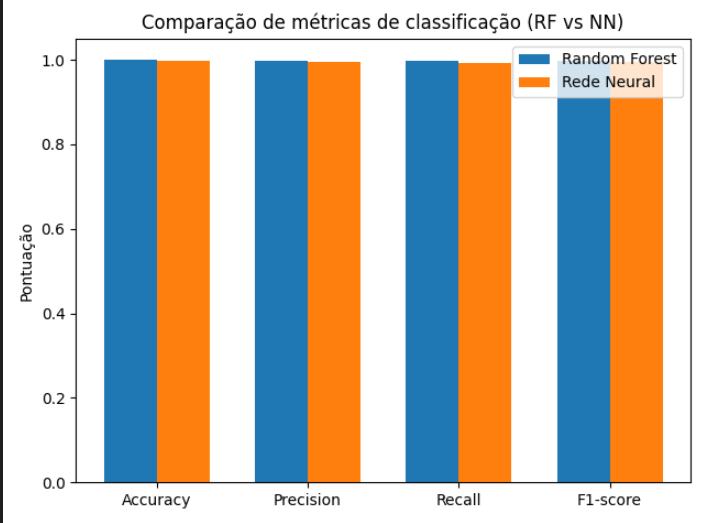 Comparação de métricas de classificação (RF vs NN)
Random Forest
Rede Neural
Pontuação
1.0
0.8
0.6
0.4
0.2
0.0
Accuracy Precision Recall F1-score